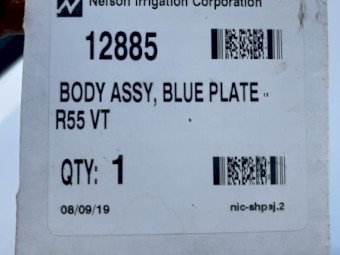 Nelson Irrigation Corporation
12885
BODY ASSY, BLUE PLATE
R55 VT
QTY: 1
08/09/19
nic-shpsj.2